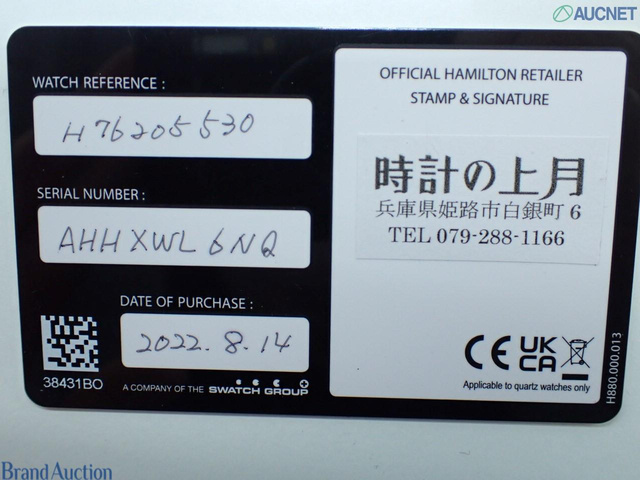 AUCNET
WATCH REFERENCE :
H76205530
SERIAL NUMBER :
AHHXWL6NQ
DATE OF PURCHASE :
2022.8.14
38431BO
A COMPANY OF THE SWATCH GROUP
OFFICIAL HAMILTON RETAILER
STAMP & SIGNATURE
時計の上月
兵庫県姫路市白銀町6
TEL 079-288-1166
CE UK CA
Applicable to quartz watches only
H880.000.013
Brand Auction